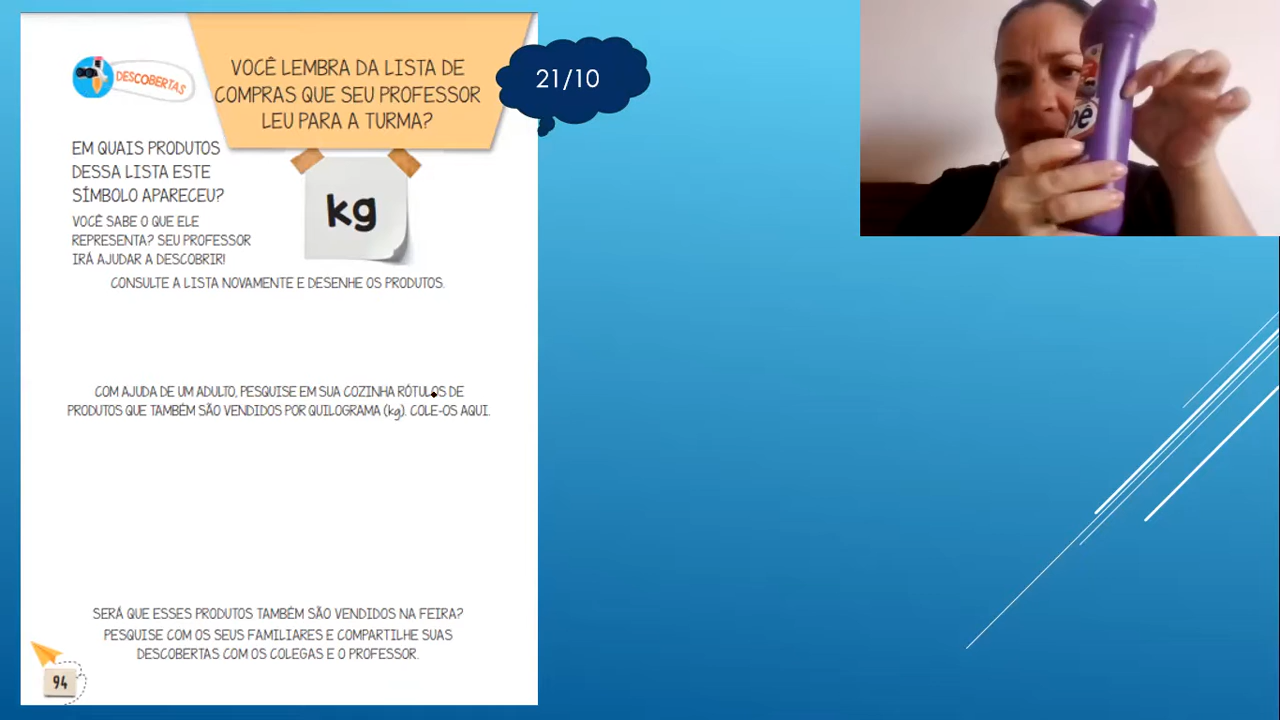 DESCOBERTAS
VOCÊ LEMBRA DA LISTA DE
COMPRAS QUE SEU PROFESSOR
LEU PARA A TURMA?
21/10
EM QUAIS PRODUTOS
DESSA LISTA ESTE
SÍMBOLO APARECEU?
VOCÊ SABE O QUE ELE
REPRESENTA? SEU PROFESSOR
IRÁ AJUDAR A DESCOBRIR!
kg
CONSULTE A LISTA NOVAMENTE E DESENHE OS PRODUTOS.
COM AJUDA DE UM ADULTO, PESQUISE EM SUA COZINHA RÓTULOS DE
PRODUTOS QUE TAMBÉM SÃO VENDIDOS POR QUILOGRAMA (kg). COLE-OS AQUI.
SERÁ QUE ESSES PRODUTOS TAMBÉM SÃO VENDIDOS NA FEIRA?
PESQUISE COM OS SEUS FAMILIARES E COMPARTILHE SUAS
DESCOBERTAS COM OS COLEGAS E O PROFESSOR.
94